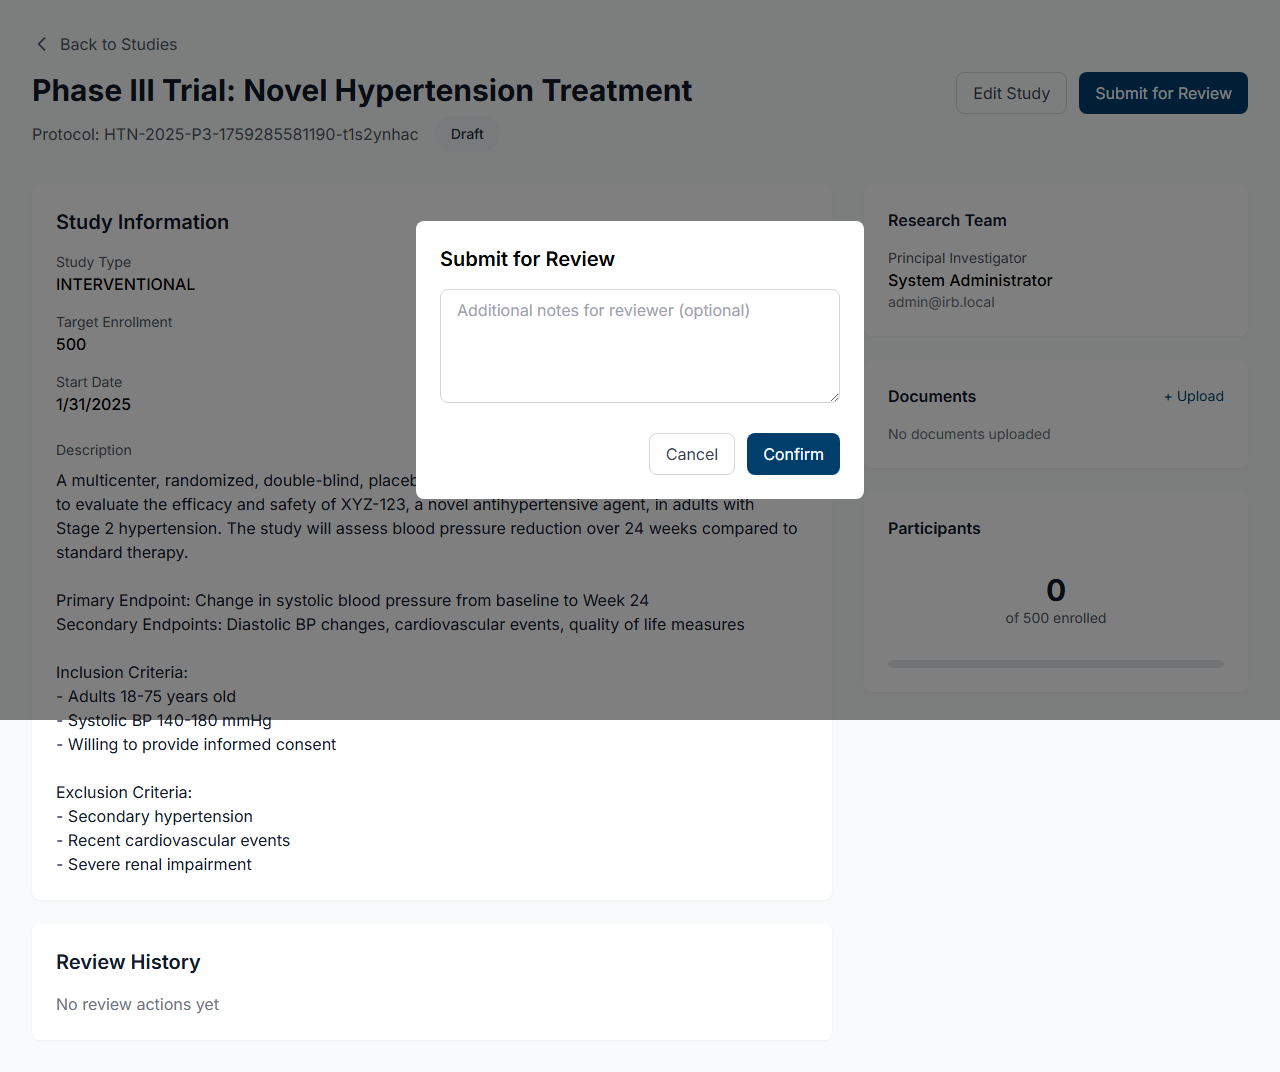 Back to Studies
Phase III Trial: Novel Hypertension Treatment
Edit Study
Submit for Review
Protocol: HTN-2025-P3-1759285581190-t1s2ynhac
Draft
Study Information
Study Type
INTERVENTIONAL
Target Enrollment
500
Start Date
1/31/2025
Description
A multicenter, randomized, double-blind,
to evaluate the efficacy and safety of XYZ-123, a novel antihypertensive agent, in adults with
Stage 2 hypertension. The study will assess blood pressure reduction over 24 weeks compared to
standard therapy.
Primary Endpoint: Change in systolic blood pressure from baseline to Week 24
Secondary Endpoints: Diastolic BP changes, cardiovascular events, quality of life measures
Inclusion Criteria:
- Adults 18-75 years old
- Systolic BP 140-180 mmHg
- Willing to provide informed consent
Exclusion Criteria:
- Secondary hypertension
- Recent cardiovascular events
- Severe renal impairment
Review History
No review actions yet
Submit for Review
Additional notes for reviewer (optional)
Cancel
Confirm
Research Team
Principal Investigator
System Administrator
admin@irb.local
Documents
+ Upload
No documents uploaded
Participants
0
of 500 enrolled